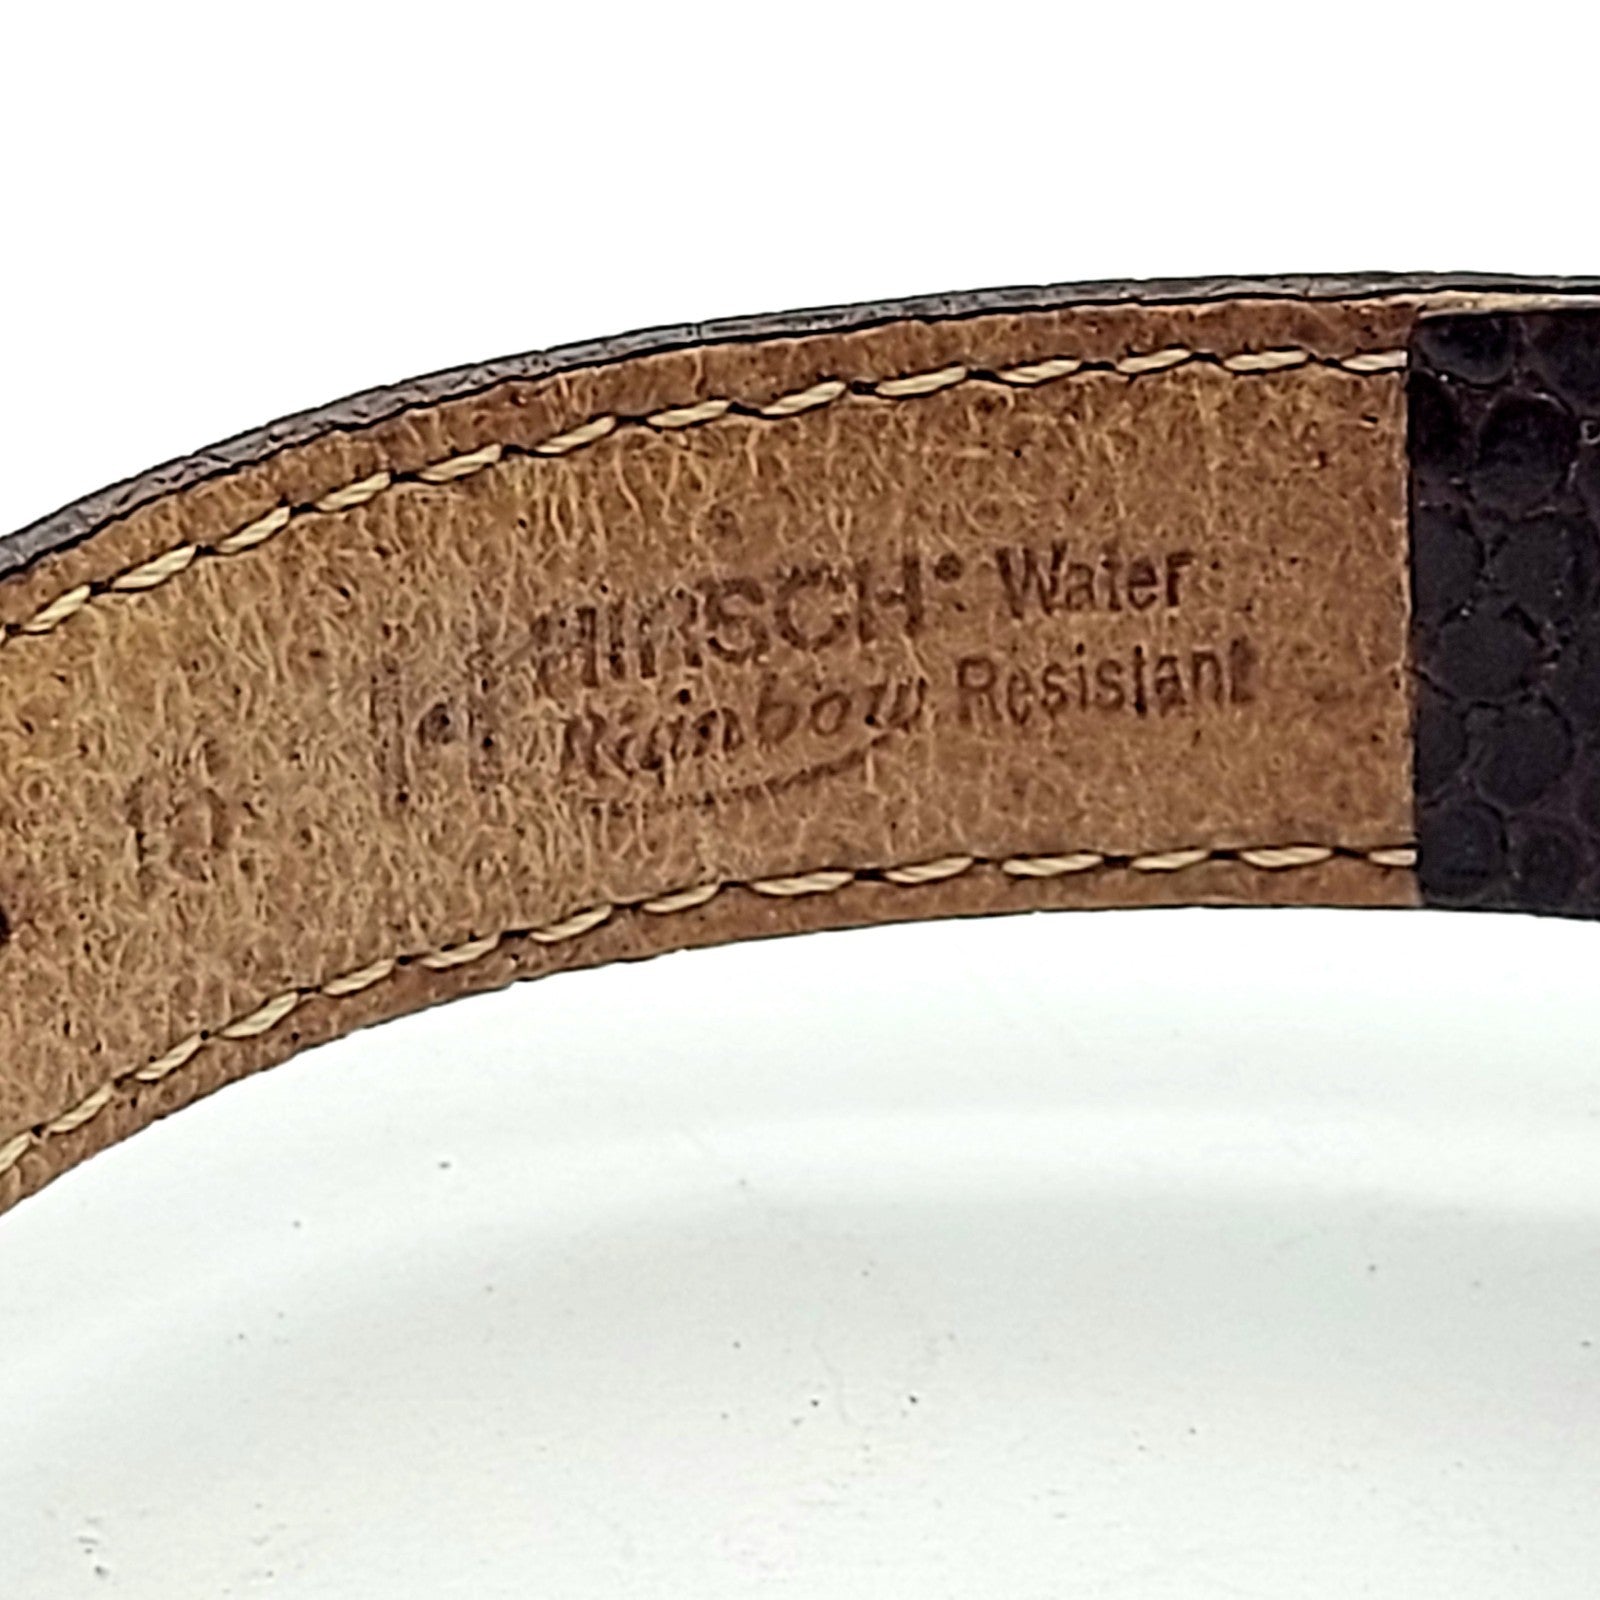 HIRSCH® Water
Rainbow Resistant